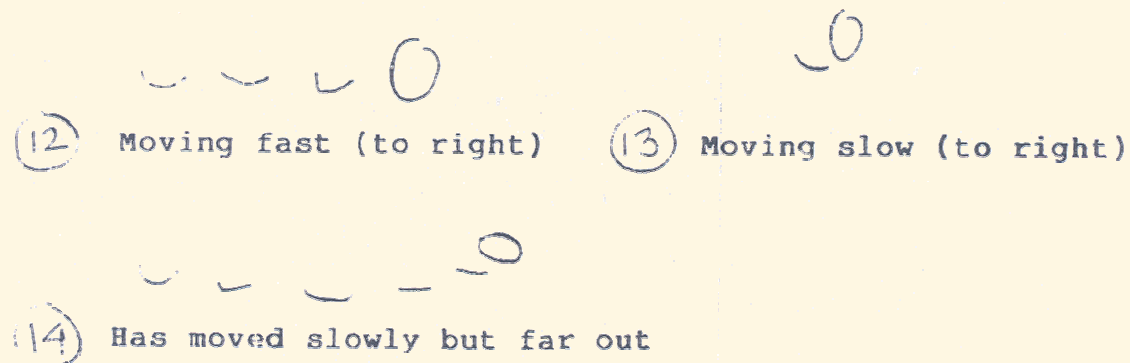 12 Moving fast (to right)
13 Moving slow (to right)
14 Has moved slowly but far out